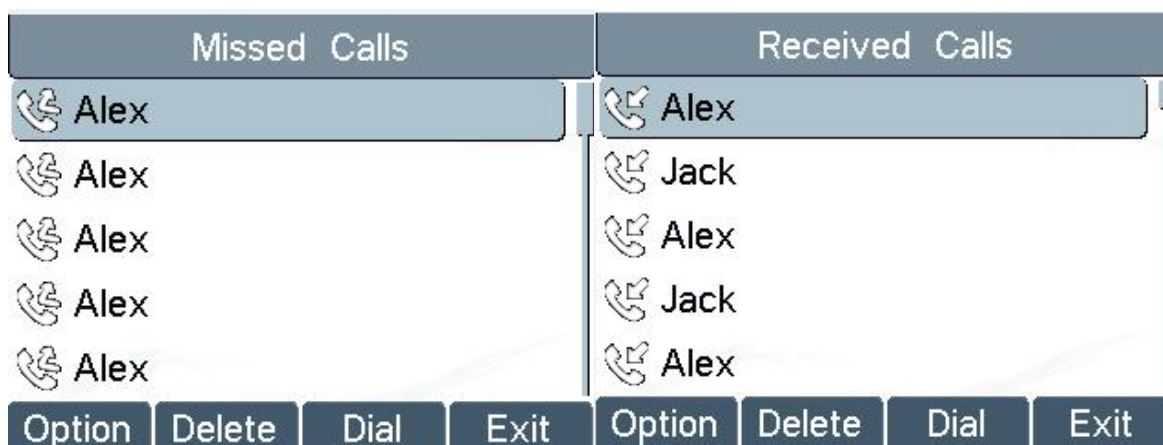 Missed Calls
Alex
Alex
Alex
Alex
Alex
Option Delete Dial Exit
Received Calls
Alex
Jack
Alex
Jack
Alex
Option Delete Dial Exit